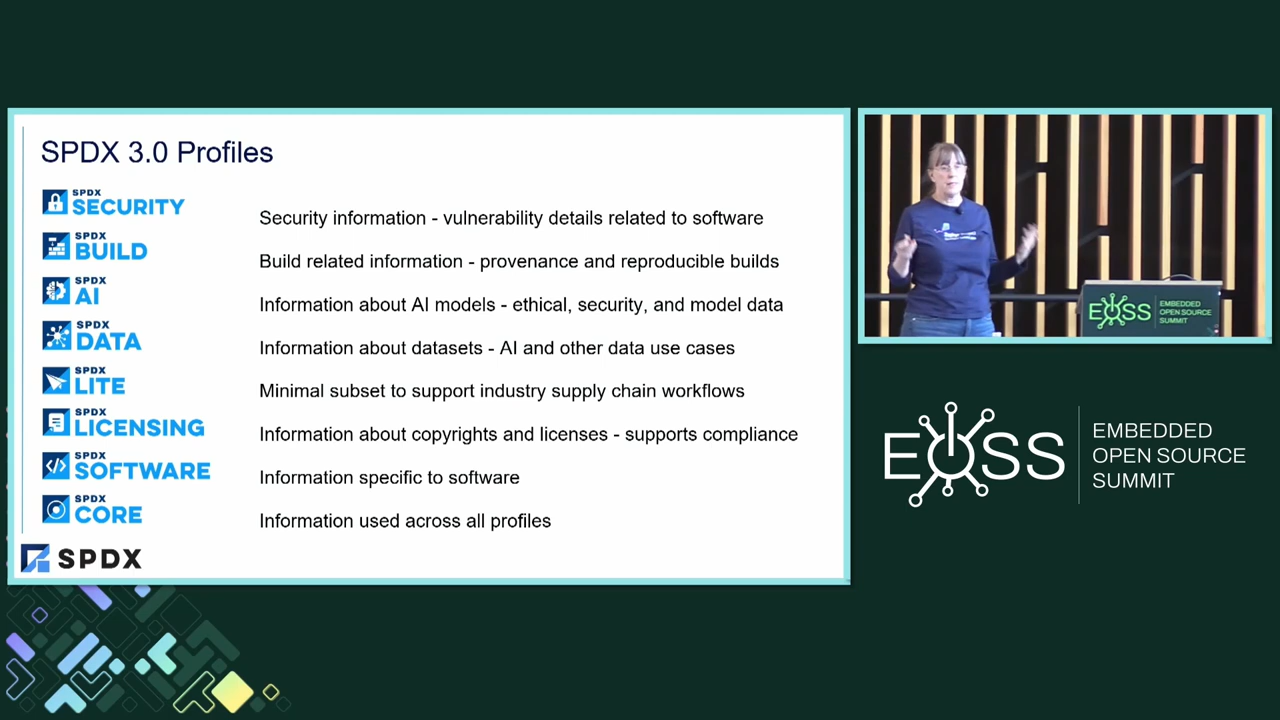 SPDX 3.0 Profiles
SPDX
SECURITY
Security information - vulnerability details related to software
SPDX
BUILD
Build related information - provenance and reproducible builds
SPDX
AI
Information about AI models - ethical, security, and model data
SPDX
DATA
Information about datasets - AI and other data use cases
SPDX
LITE
Minimal subset to support industry supply chain workflows
SPDX
LICENSING
Information about copyrights and licenses - supports compliance
SPDX
SOFTWARE
Information specific to software
SPDX
CORE
Information used across all profiles
SPDX
EOSS
EMBEDDED
OPEN SOURCE
SUMMIT
EOSS
EMBEDDED
OPEN SOURCE
SUMMIT